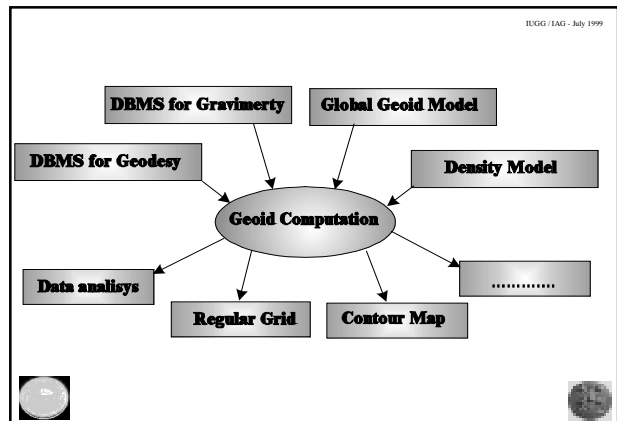 IUGG / IAG - July 1999
DBMS for Gravimerty
Global Geoid Model
DBMS for Geodesy
Density Model
Geoid Computation
Data analisys
.............
Regular Grid
Contour Map